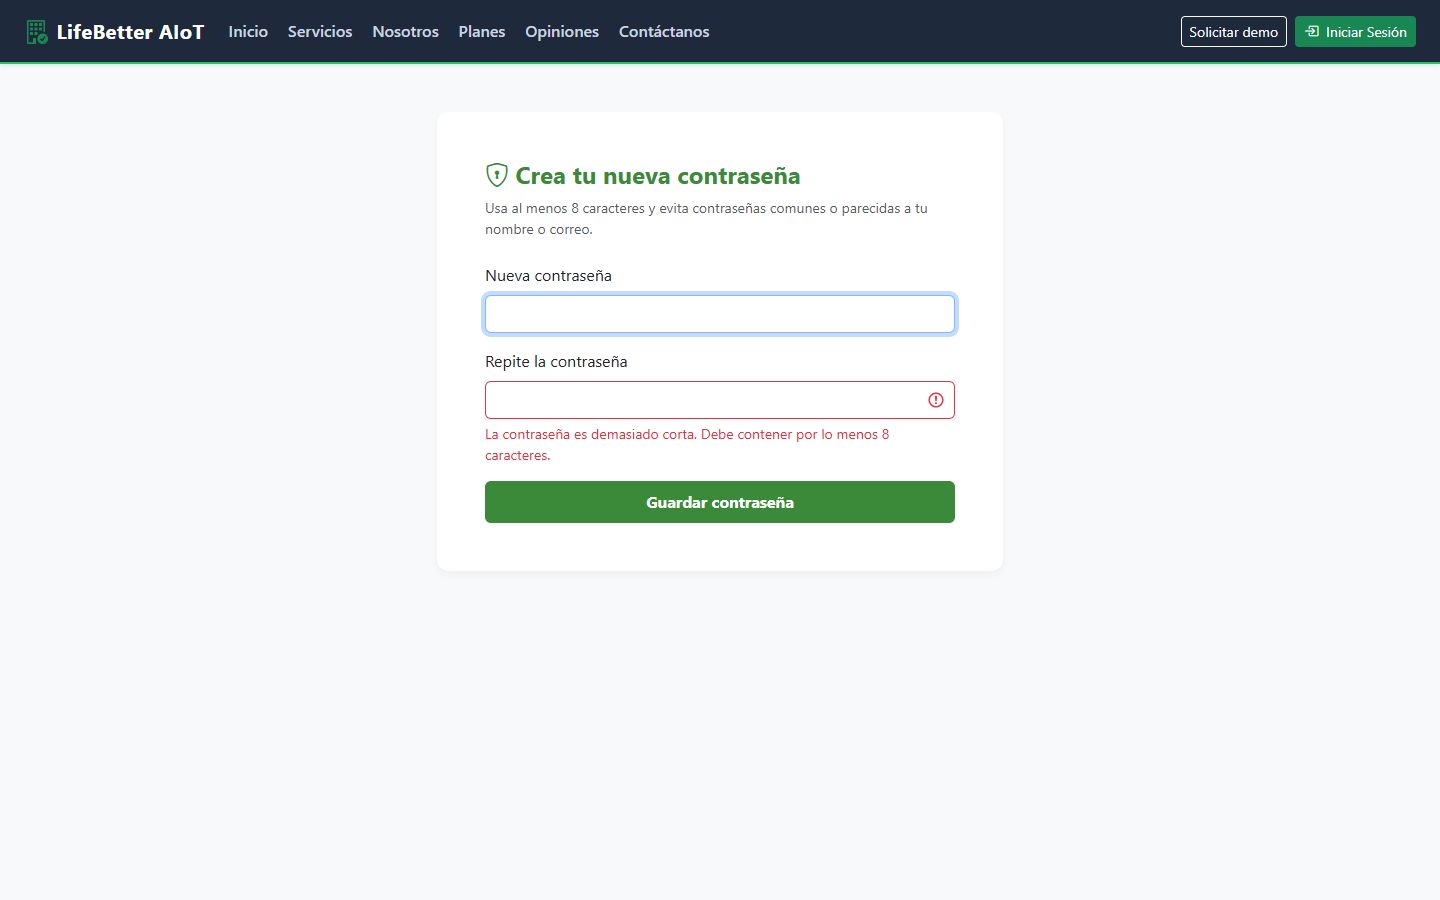 LifeBetter AIoT Inicio Servicios Nosotros Planes Opiniones Contáctanos Solicitar demo Iniciar Sesión
Crea tu nueva contraseña
Usa al menos 8 caracteres y evita contraseñas comunes o parecidas a tu
nombre o correo.
Nueva contraseña
Repite la contraseña
La contraseña es demasiado corta. Debe contener por lo menos 8
caracteres.
Guardar contraseña